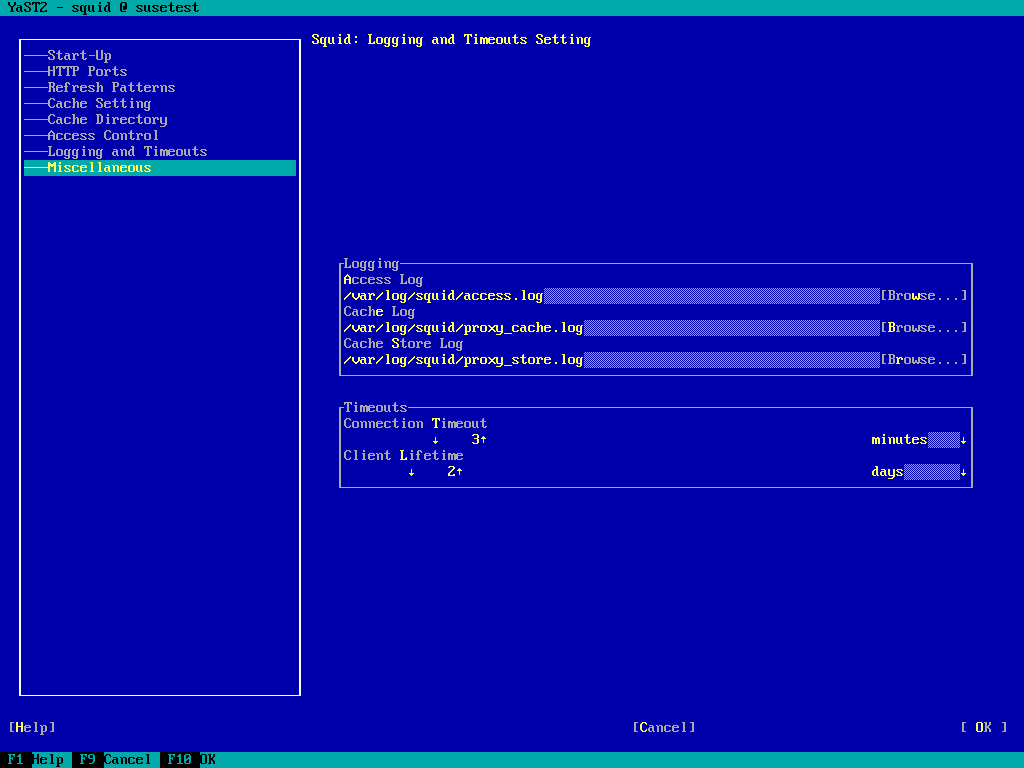 YaST2 - squid @ susetest
Squid: Logging and Timeouts Setting
Start-Up
HTTP Ports
Refresh Patterns
Cache Setting
Cache Directory
Access Control
Logging and Timeouts
Miscellaneous
Logging
Access Log
/var/log/squid/access.log [Browse...]
Cache Log
/var/log/squid/proxy_cache.log [Browse...]
Cache Store Log
/var/log/squid/proxy_store.log [Browse...]
Timeouts
Connection Timeout
↓ 3↑ minutes ↓
Client Lifetime
↓ 2↑ days ↓
[Help] [Cancel] [ OK ]
F1 Help F9 Cancel F10 OK